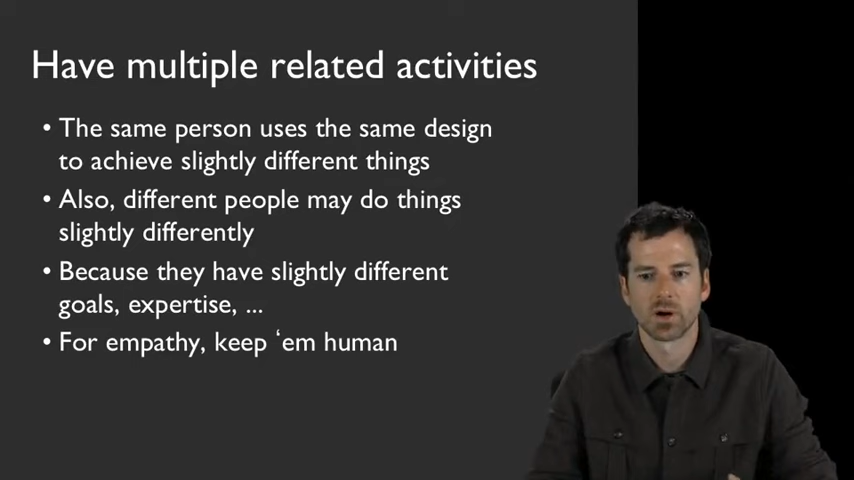 Have multiple related activities
• The same person uses the same design
to achieve slightly different things
• Also, different people may do things
slightly differently
• Because they have slightly different
goals, expertise, ...
• For empathy, keep ‘em human